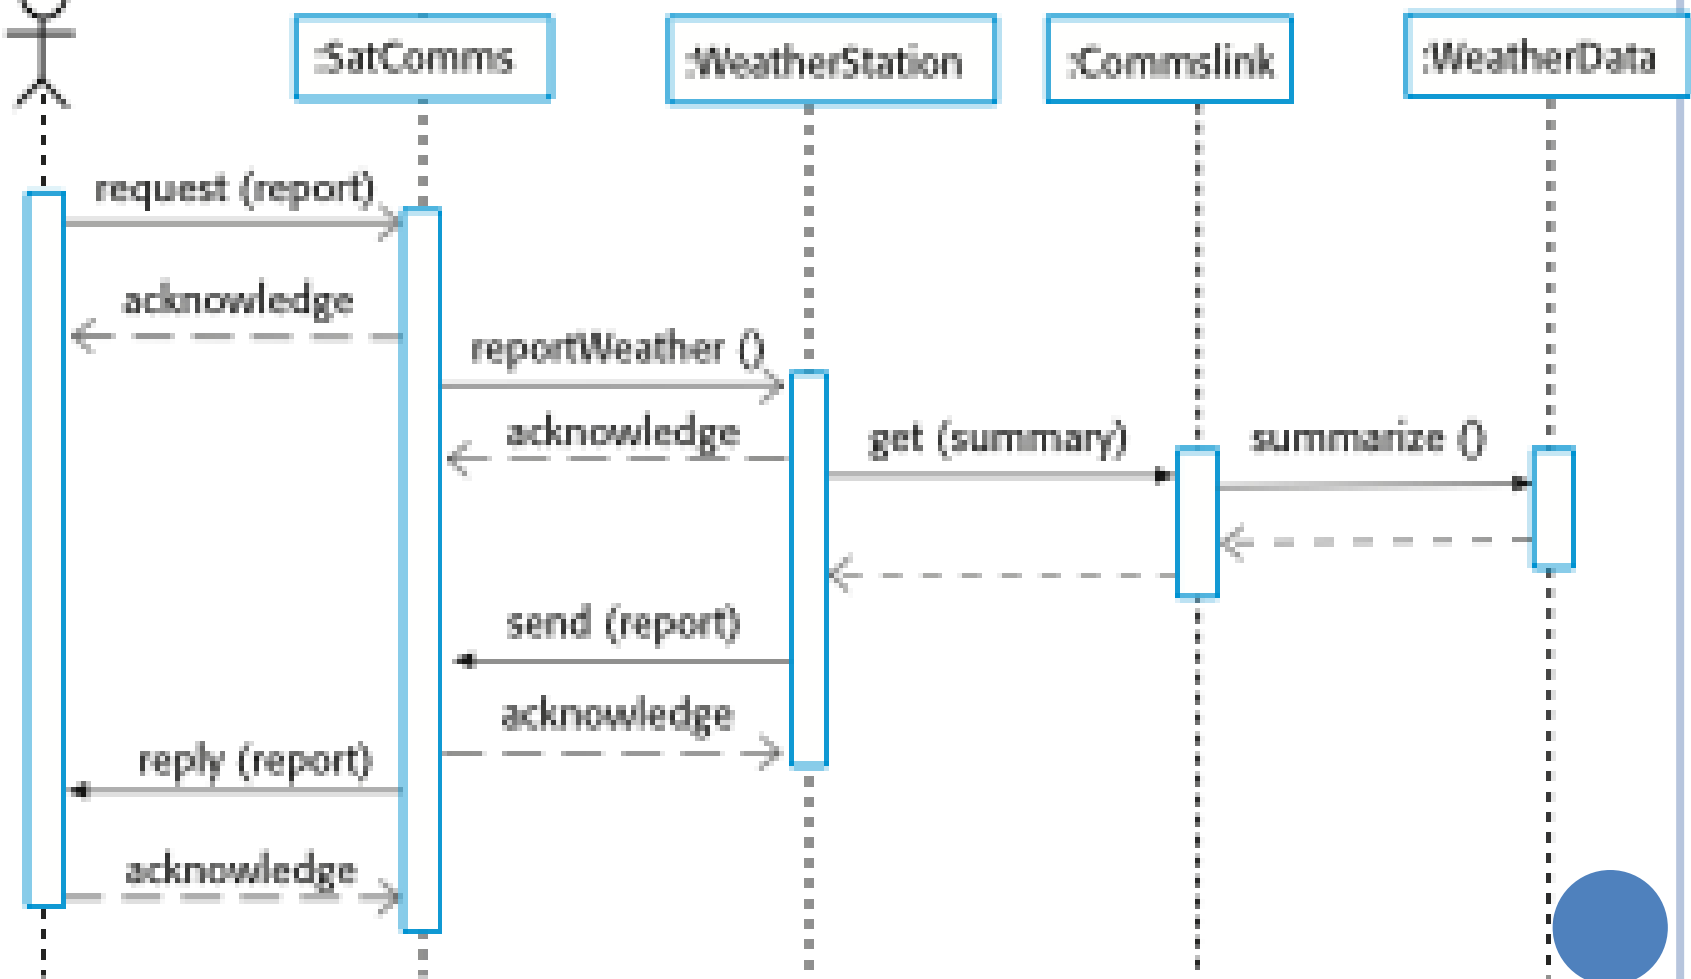 :SatComms
:WeatherStation
:Commslink
:WeatherData
request (report)
acknowledge
reportWeather ()
acknowledge
get (summary)
summarize ()
send (report)
acknowledge
reply (report)
acknowledge